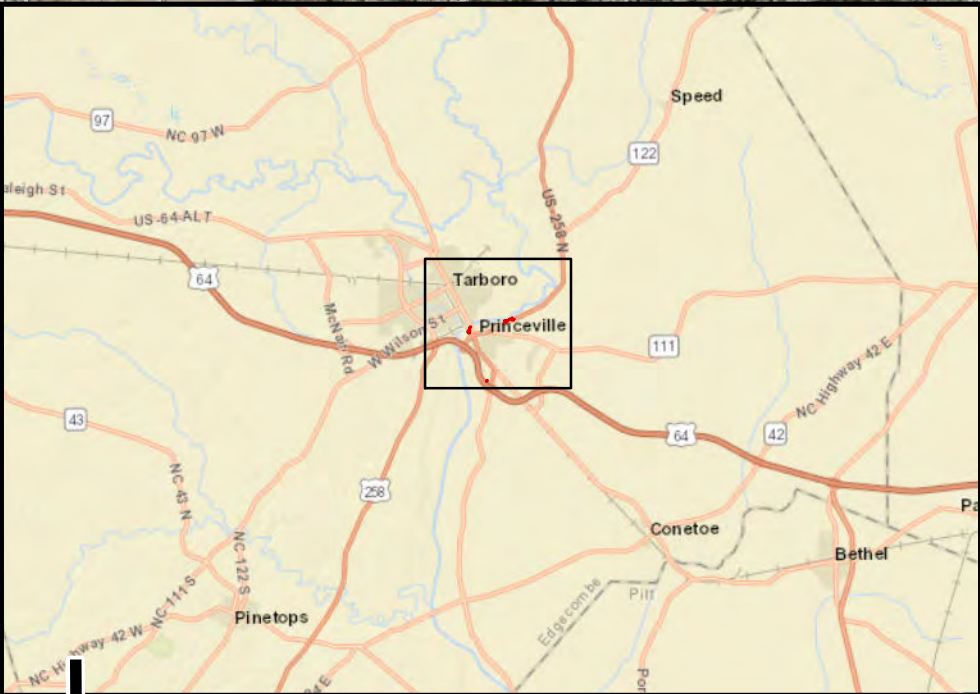 Speed
97
NC 97 W
122
aleigh St
US-64 ALT
US-258 N
64
Tarboro
McNair Rd
W Wilson St
Princeville
111
NC Highway 42 E
43
64
42
NC 43 N
258
Pa
Conetoe
Bethel
NC-122 S
Edgecombe
Pitt
NC-111 S
Pinetops
NC Highway 42 W
Por